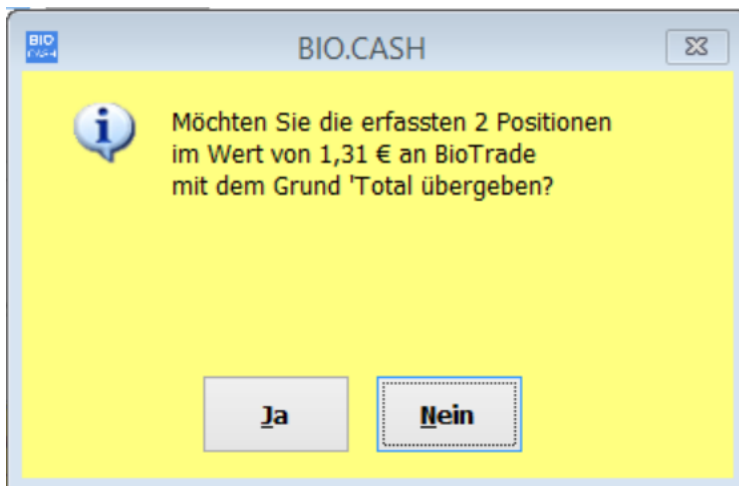 BIO
CASH
BIO.CASH
Möchten Sie die erfassten 2 Positionen
im Wert von 1,31 € an BioTrade
mit dem Grund 'Total übergeben?
Ja
Nein